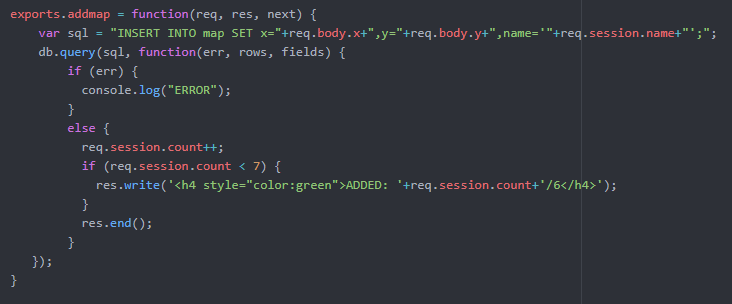 exports.addmap = function(req, res, next) {
    var sql = "INSERT INTO map SET x="+req.body.x+",y="+req.body.y+",name='"+req.session.name+"';";
    db.query(sql, function(err, rows, fields) {
        if (err) {
          console.log("ERROR");
        }
        else {
          req.session.count++;
          if (req.session.count < 7) {
            res.write('<h4 style="color:green">ADDED: '+req.session.count+'/6</h4>');
          }
          res.end();
        }
   });
}